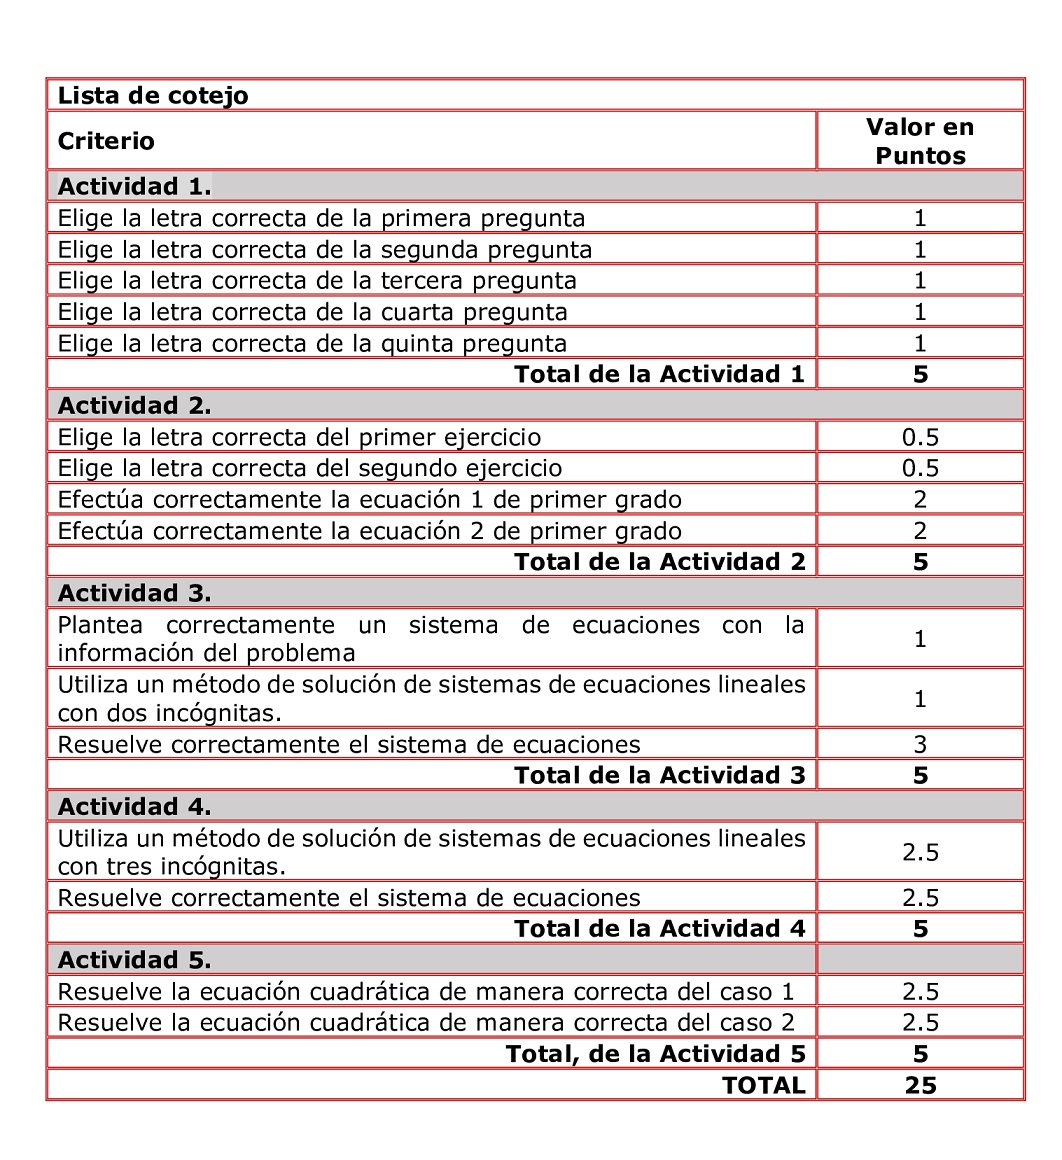 Lista de cotejo
Criterio
Valor en
Puntos
Actividad 1.
Elige la letra correcta de la primera pregunta 1
Elige la letra correcta de la segunda pregunta 1
Elige la letra correcta de la tercera pregunta 1
Elige la letra correcta de la cuarta pregunta 1
Elige la letra correcta de la quinta pregunta 1
Total de la Actividad 1 5
Actividad 2.
Elige la letra correcta del primer ejercicio 0.5
Elige la letra correcta del segundo ejercicio 0.5
Efectúa correctamente la ecuación 1 de primer grado 2
Efectúa correctamente la ecuación 2 de primer grado 2
Total de la Actividad 2 5
Actividad 3.
Plantea correctamente un sistema de ecuaciones con la
información del problema
1
Utiliza un método de solución de sistemas de ecuaciones lineales
con dos incógnitas.
1
Resuelve correctamente el sistema de ecuaciones 3
Total de la Actividad 3 5
Actividad 4.
Utiliza un método de solución de sistemas de ecuaciones lineales
con tres incógnitas.
2.5
Resuelve correctamente el sistema de ecuaciones 2.5
Total de la Actividad 4 5
Actividad 5.
Resuelve la ecuación cuadrática de manera correcta del caso 1 2.5
Resuelve la ecuación cuadrática de manera correcta del caso 2 2.5
Total, de la Actividad 5 5
TOTAL 25